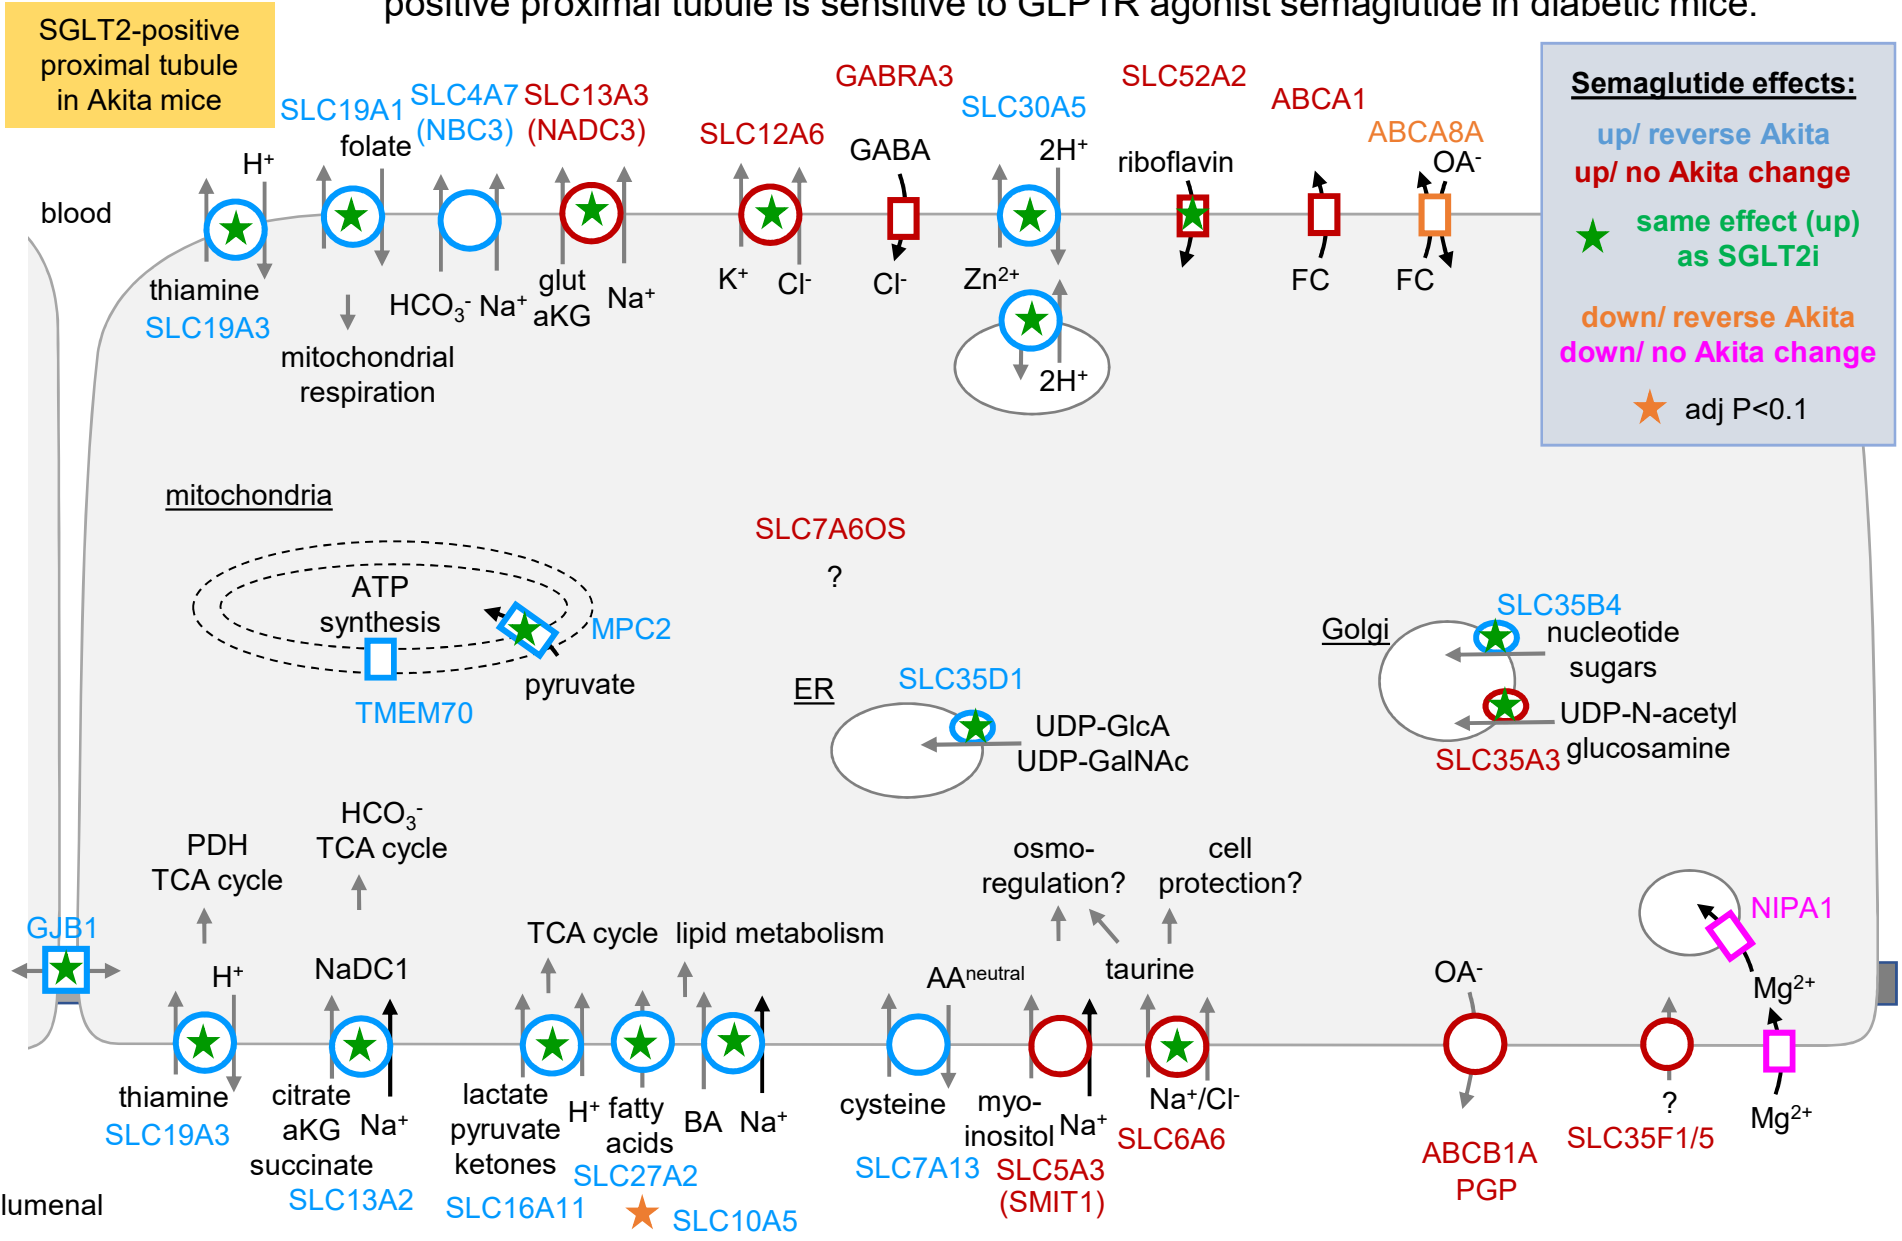 positive proximal tubule is sensitive to GLP1R agonist semaglutide in diabetic mice.
SGLT2-positive
proximal tubule
in Akita mice
Semaglutide effects:
up/ reverse Akita
up/ no Akita change
same effect (up)
as SGLT2i
down/ reverse Akita
down/ no Akita change
adj P<0.1
blood
H⁺
thiamine
SLC19A3
SLC19A1
folate
mitochondrial
respiration
SLC4A7
(NBC3)
HCO₃⁻ Na⁺
SLC13A3
(NADC3)
glut
aKG
Na⁺
SLC12A6
K⁺
Cl⁻
GABRA3
GABA
Cl⁻
SLC30A5
2H⁺
Zn²⁺
2H⁺
SLC52A2
riboflavin
ABCA1
FC
ABCA8A
OA⁻
FC
mitochondria
ATP
synthesis
MPC2
pyruvate
TMEM70
SLC7A6OS
?
ER
SLC35D1
UDP-GlcA
UDP-GalNAc
Golgi
SLC35B4
nucleotide
sugars
UDP-N-acetyl
glucosamine
SLC35A3
GJB1
PDH
TCA cycle
H⁺
thiamine
SLC19A3
HCO₃⁻
TCA cycle
NaDC1
citrate
aKG
succinate
Na⁺
SLC13A2
TCA cycle
lactate
pyruvate
ketones
H⁺
SLC16A11
lipid metabolism
fatty
acids
SLC27A2
BA
Na⁺
SLC10A5
AAⁿᵉᵘᵗʳᵃˡ
cysteine
SLC7A13
osmo-
regulation?
myo-
inositol
Na⁺
SLC5A3
(SMIT1)
cell
protection?
taurine
Na⁺/Cl⁻
SLC6A6
OA⁻
ABCB1A
PGP
?
SLC35F1/5
NIPA1
Mg²⁺
Mg²⁺
lumenal